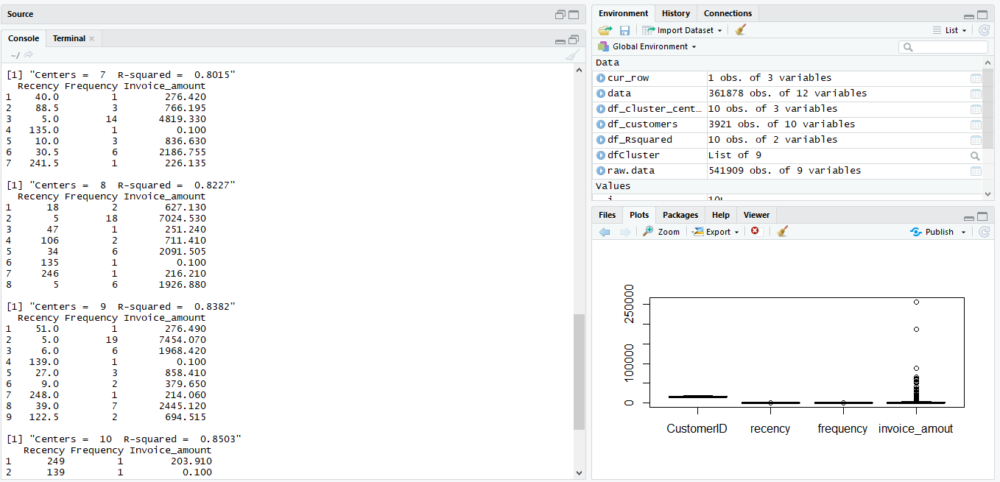 Source
Console Terminal
~/
[1] "Centers =  7  R-squared =  0.8015"
  Recency Frequency Invoice_amount
1    40.0         1        276.420
2    88.5         3        766.195
3     5.0        14       4819.330
4   135.0         1          0.100
5    10.0         3        836.630
6    30.5         6       2186.755
7   241.5         1        226.135
[1] "Centers =  8  R-squared =  0.8227"
  Recency Frequency Invoice_amount
1      18         2        627.130
2       5        18       7024.530
3      47         1        251.240
4     106         2        711.410
5      34         6       2091.505
6     135         1          0.100
7     246         1        216.210
8       5         6       1926.880
[1] "Centers =  9  R-squared =  0.8382"
  Recency Frequency Invoice_amount
1    51.0         1        276.490
2     5.0        19       7454.070
3     6.0         6       1968.420
4   139.0         1          0.100
5    27.0         3        858.410
6     9.0         2        379.650
7   248.0         1        214.060
8    39.0         7       2445.120
9   122.5         2        694.515
[1] "Centers =  10  R-squared =  0.8503"
   Recency Frequency Invoice_amount
1      249         1        203.910
2      139         1          0.100
Environment History Connections
Import Dataset List
Global Environment
Data
cur_row 1 obs. of 3 variables
data 361878 obs. of 12 variables
df_cluster_cent… 10 obs. of 3 variables
df_customers 3921 obs. of 10 variables
df_Rsquared 10 obs. of 2 variables
dfCluster List of 9
raw.data 541909 obs. of 9 variables
Values
Files Plots Packages Help Viewer
Zoom Export Publish
250000
100000
0
CustomerID recency frequency invoice_amout